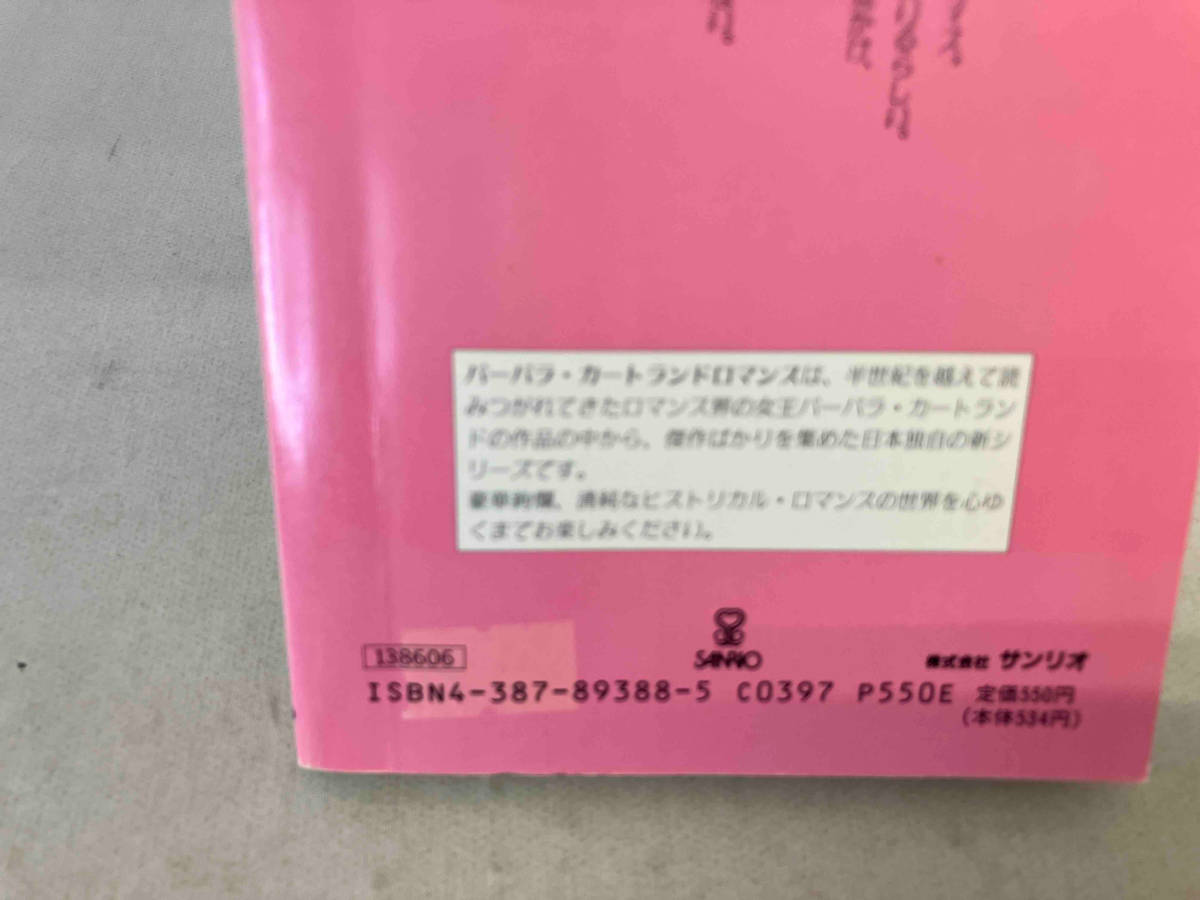 バーバラ・カートランドロマンスは、半世紀を越えて読
みつがれてきたロマンス界の女王バーバラ・カートラン
ドの作品の中から、傑作ばかりを集めた日本独自の新シ
リーズです。
豪華絢爛、清純なヒストリカル・ロマンスの世界を心ゆ
くまでお楽しみください。
138606
SANRIO
株式会社 サンリオ
ISBN4-387-89388-5 C0397 P550E 定価550円
(本体534円)